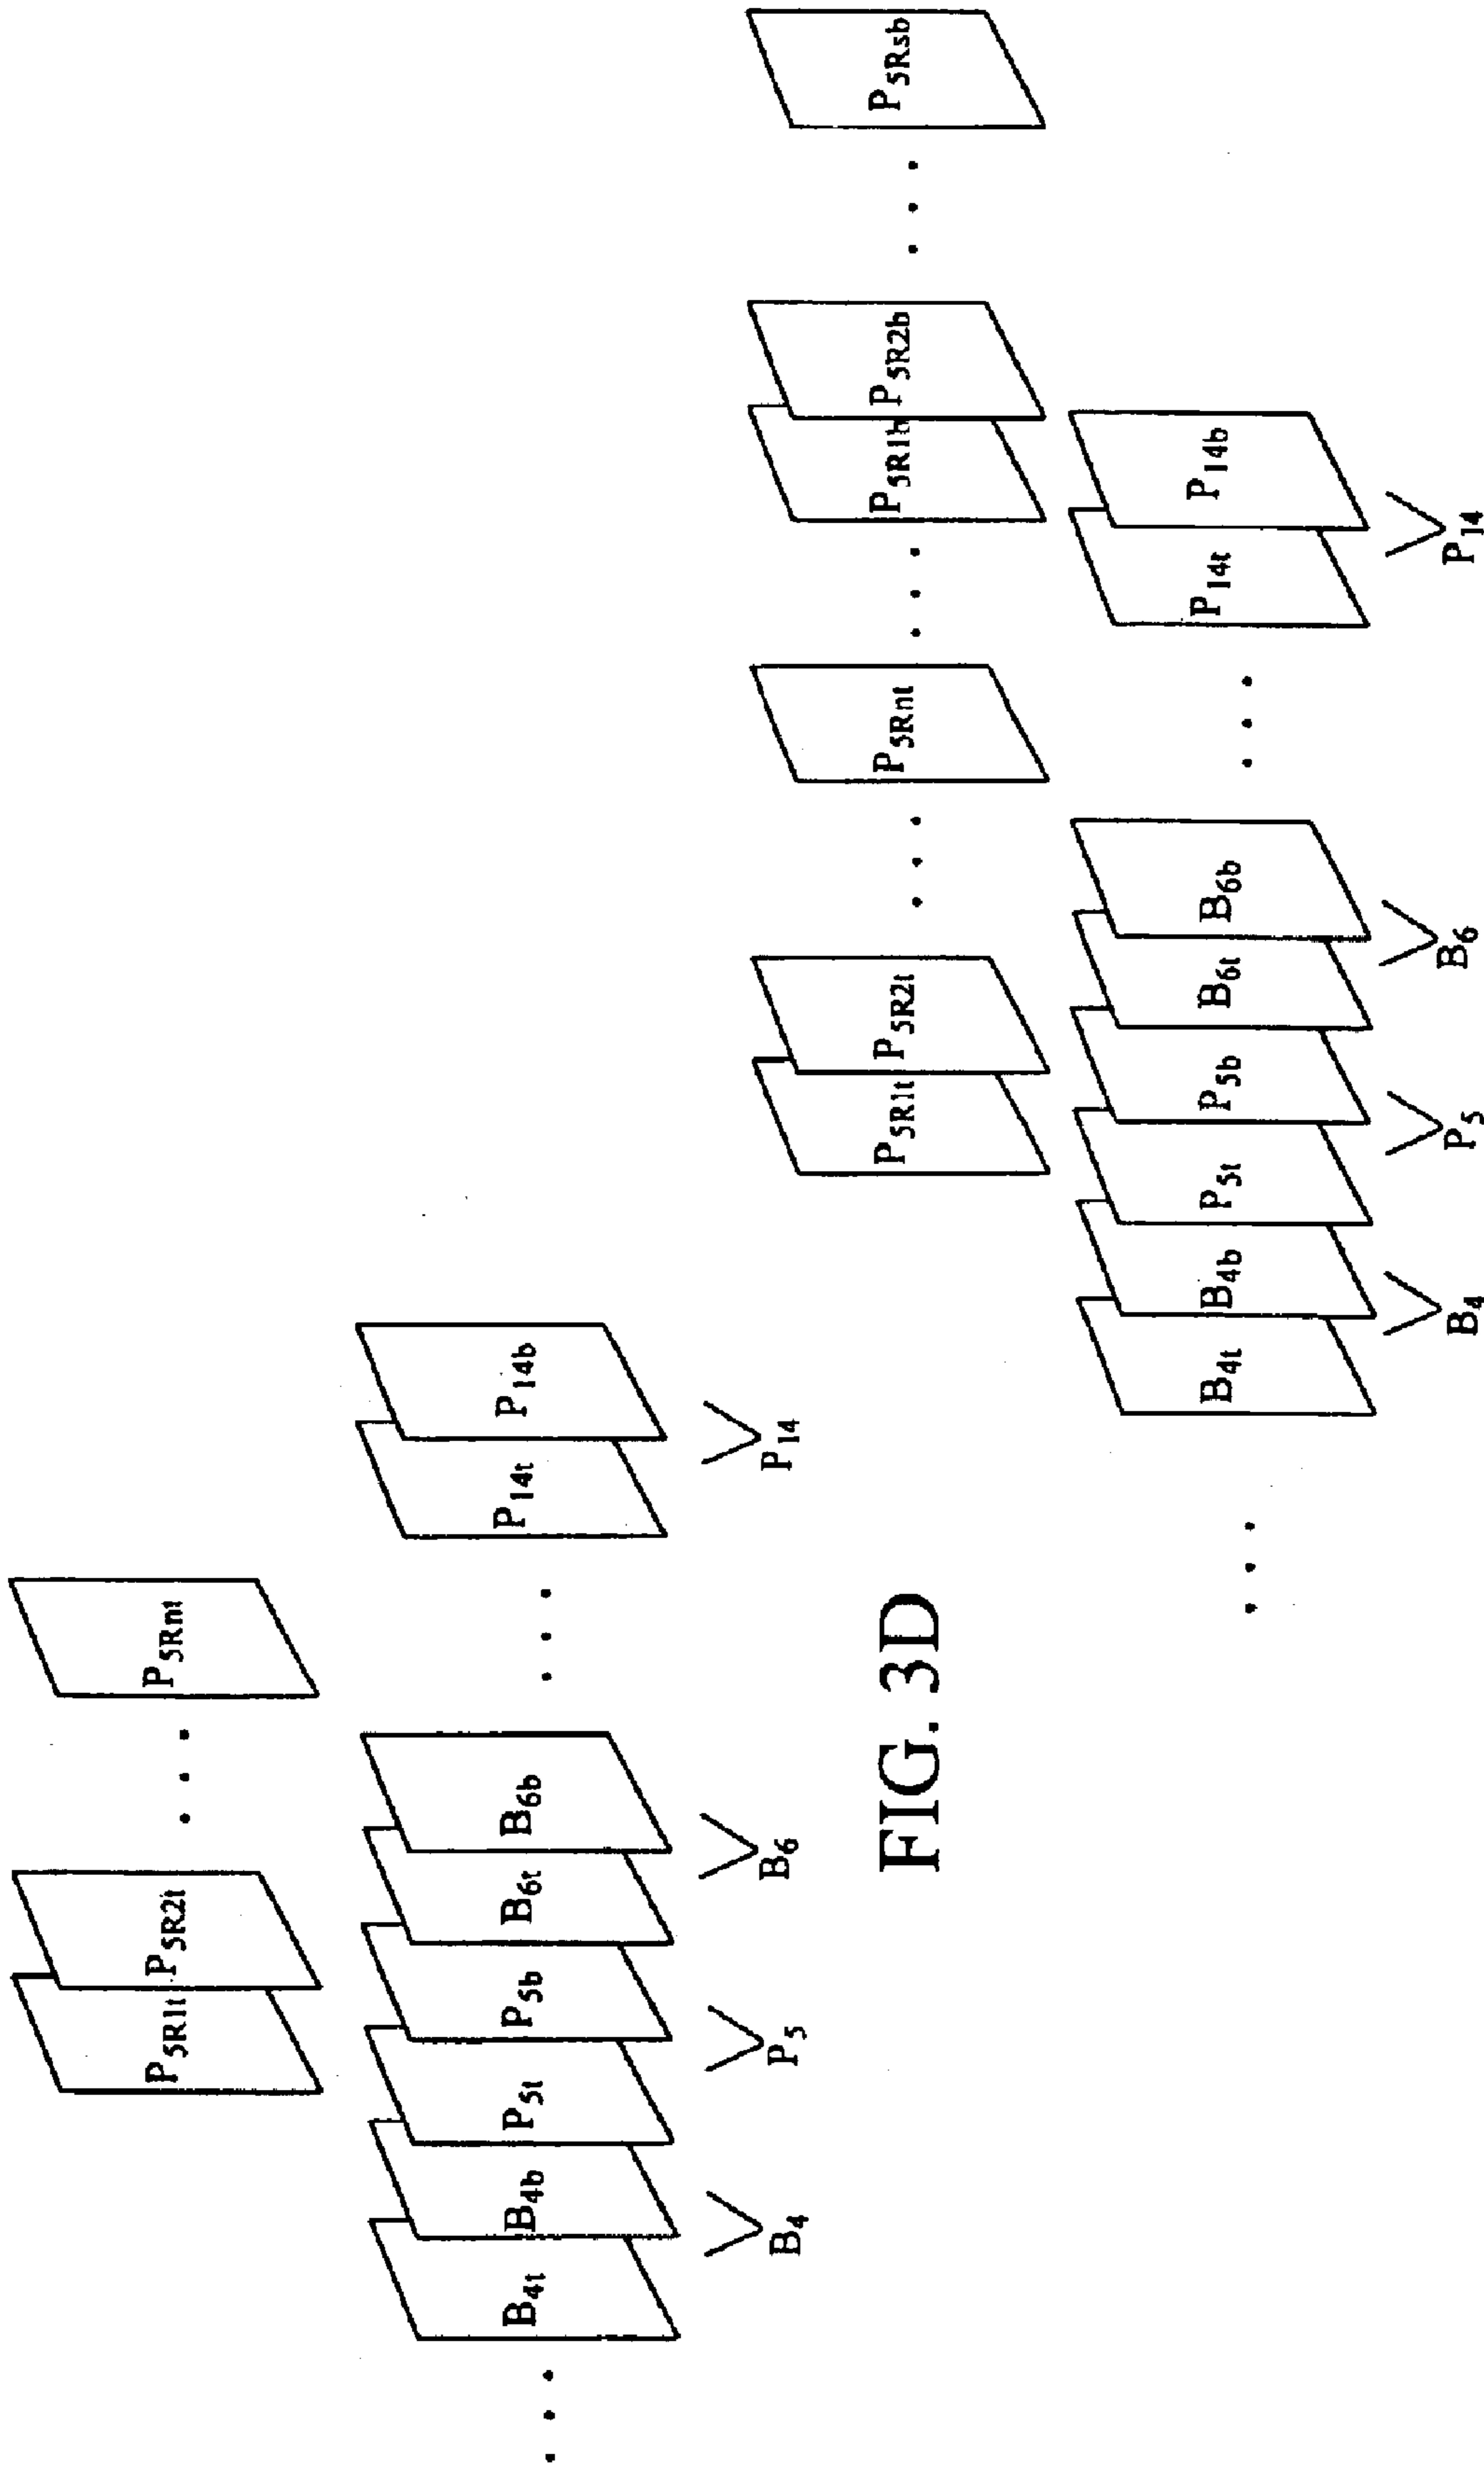 P5R1t P5R2t . . . P5Rnt
. . . B4t B4b P5t P5b B6t B6b . . . P14t P14b
B4 P5 B6 P14
FIG. 3D
P5R1t P5R2t . . . P5Rnt . . . P5R1b P5R2b . . . P5Rsb
. . . B4t B4b P5t P5b B6t B6b . . . P14t P14b
B4 P5 B6 P14